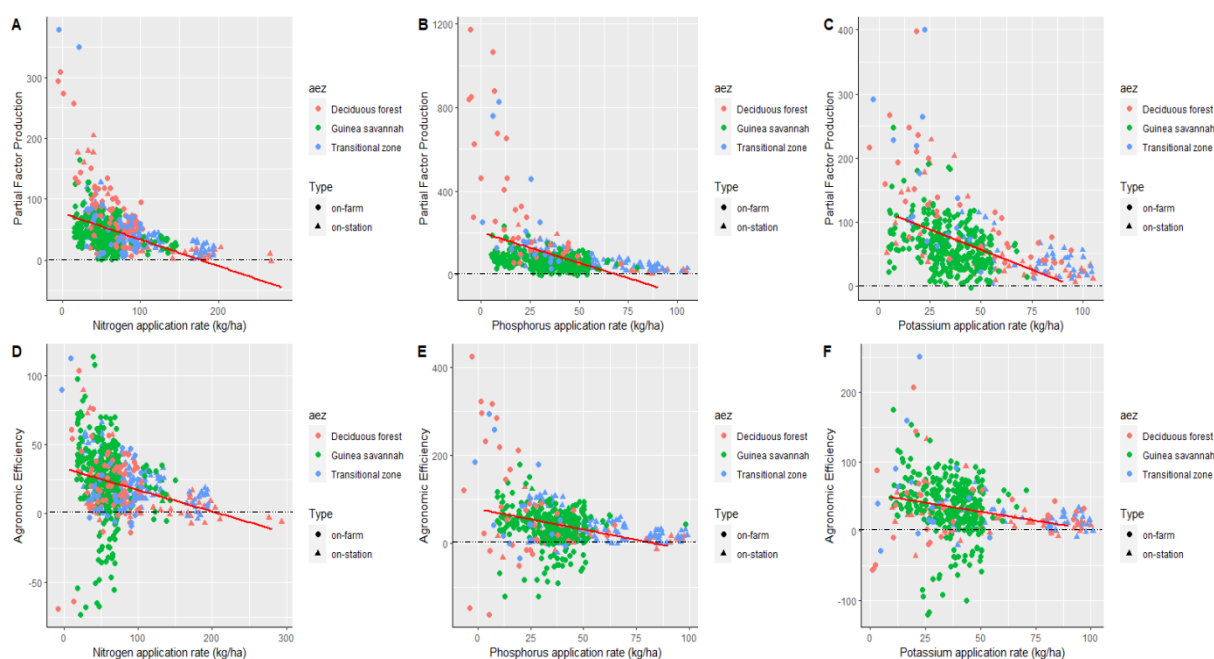 A
Partial Factor Production
300
200
100
0
0
100
200
Nitrogen application rate (kg/ha)
aez
Deciduous forest
Guinea savannah
Transitional zone
Type
on-farm
on-station
B
Partial Factor Production
1200
800
400
0
0
25
50
75
100
Phosphorus application rate (kg/ha)
aez
Deciduous forest
Guinea savannah
Transitional zone
Type
on-farm
on-station
C
Partial Factor Production
400
300
200
100
0
0
25
50
75
100
Potassium application rate (kg/ha)
aez
Deciduous forest
Guinea savannah
Transitional zone
Type
on-farm
on-station
D
Agronomic Efficiency
100
50
0
-50
0
100
200
300
Nitrogen application rate (kg/ha)
aez
Deciduous forest
Guinea savannah
Transitional zone
Type
on-farm
on-station
E
Agronomic Efficiency
400
200
0
0
25
50
75
100
Phosphorus application rate (kg/ha)
aez
Deciduous forest
Guinea savannah
Transitional zone
Type
on-farm
on-station
F
Agronomic Efficiency
200
100
0
-100
0
25
50
75
100
Potassium application rate (kg/ha)
aez
Deciduous forest
Guinea savannah
Transitional zone
Type
on-farm
on-station